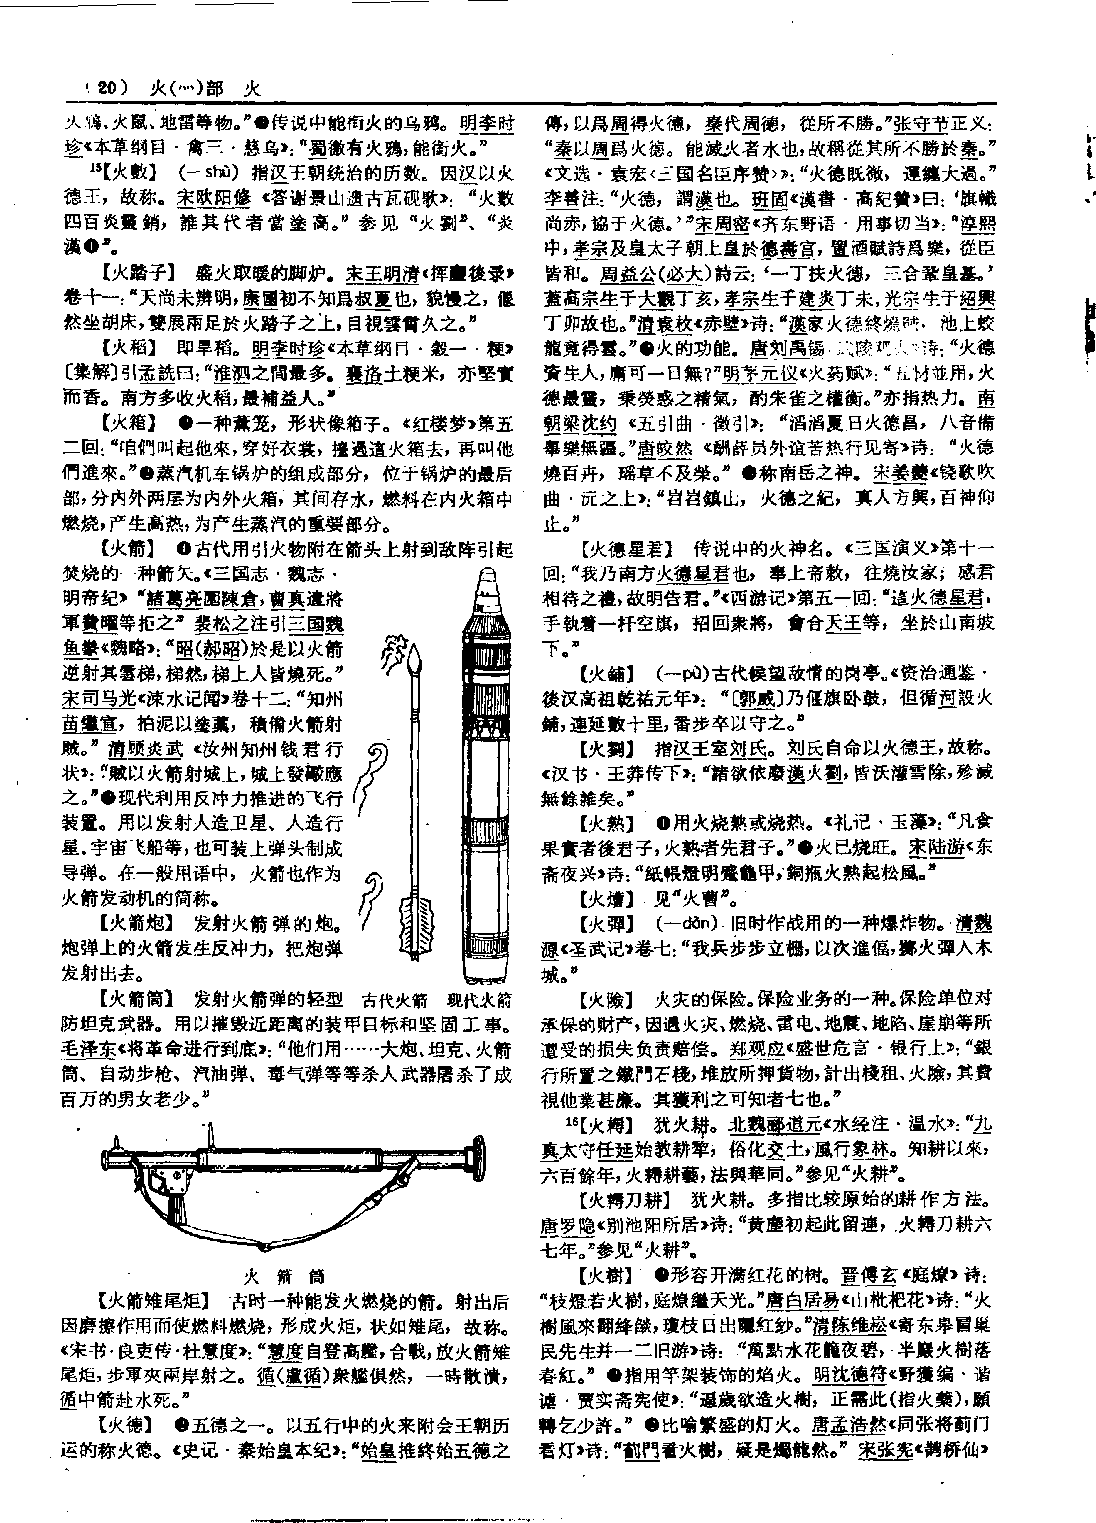 (20) 火(灬)部 火
火鴉、火鼠、地雷等物。”❷传说中能衔火的乌鸦。明李时
珍《本草纲目·禽三·慈乌》：“蜀徼有火鸦，能銜火。”
15【火數】 (—shù) 指汉王朝统治的历数。因汉以火
德王，故称。宋欧阳修《答谢景山遗古瓦砚歌》：“火數
四百炎靈銷，誰其代者當塗高。”参见“火劉”、“炎
漢❶”。
【火踏子】 盛火取暖的脚炉。宋王明清《挥麈後录》
卷十一：“天尚未辨明，康國初不知爲叔夏也，貌慢之，偃
然坐胡床，雙展兩足於火踏子之上，目視雲霄久之。”
【火稻】 即旱稻。明李时珍《本草纲目·穀一·粳》
〔集解〕引孟詵曰：“淮泗之間最多。襄洛土粳米，亦堅實
而香。南方多收火稻，最補益人。”
【火箱】 ❶一种薰笼，形状像箱子。《红楼梦》第五
二回：“咱們叫起他來，穿好衣裳，擡過這火箱去，再叫他
們進來。”❷蒸汽机车锅炉的组成部分，位于锅炉的最后
部，分内外两层为内外火箱，其间存水，燃料在内火箱中
燃烧，产生高热，为产生蒸汽的重要部分。
【火箭】 ❶古代用引火物附在箭头上射到敌阵引起
焚烧的一种箭矢。《三国志·魏志·
明帝纪》“諸葛亮圍陳倉，曹真遣將
軍費曜等拒之”裴松之注引三国魏
鱼豢《魏略》：“昭(郝昭)於是以火箭
逆射其雲梯，梯然，梯上人皆燒死。”
宋司马光《涑水记闻》卷十二：“知州
苗繼宣，拍泥以塗藁，積備火箭射
賊。”清顾炎武《汝州知州钱君行
状》：“賊以火箭射城上，城上發礮應
之。”❷现代利用反冲力推进的飞行
装置。用以发射人造卫星、人造行
星、宇宙飞船等，也可装上弹头制成
导弹。在一般用语中，火箭也作为
火箭发动机的简称。
【火箭炮】 发射火箭弹的炮。
炮弹上的火箭发生反冲力，把炮弹
发射出去。
古代火箭 现代火箭
【火箭筒】 发射火箭弹的轻型
防坦克武器。用以摧毁近距离的装甲目标和坚固工事。
毛泽东《将革命进行到底》：“他们用……大炮、坦克、火箭
筒、自动步枪、汽油弹、毒气弹等等杀人武器屠杀了成
百万的男女老少。”
火箭筒
【火箭雉尾炬】 古时一种能发火燃烧的箭。射出后
因磨擦作用而使燃料燃烧，形成火炬，状如雉尾，故称。
《宋书·良吏传·杜慧度》：“慧度自登高艦，合戰，放火箭雉
尾炬，步軍夾兩岸射之。循(盧循)衆艦俱然，一時散潰，
循中箭赴水死。”
【火德】 ❶五德之一。以五行中的火来附会王朝历
运的称火德。《史记·秦始皇本纪》：“始皇推終始五德之
傳，以爲周得火德，秦代周德，從所不勝。”张守节正义：
“秦以周爲火德。能滅火者水也，故稱從其所不勝於秦。”
《文选·袁宏〈三国名臣序赞〉》：“火德既微，運纏大過。”
李善注：“火德，謂漢也。班固《漢書·高紀贊》曰：‘旗幟
尚赤，協于火德。’”宋周密《齐东野语·用事切当》：“淳熙
中，孝宗及皇太子朝上皇於德壽宫，置酒賦詩爲樂，從臣
皆和。周益公(必大)詩云：‘一丁扶火德，三合鞏皇基。’
蓋高宗生于大觀丁亥，孝宗生于建炎丁未，光宗生于紹興
丁卯故也。”清袁枚《赤壁》诗：“漢家火德終燒賊，池上蛟
龍竟得雲。”❷火的功能。唐刘禹锡《武陵观火》诗：“火德
資生人，庸可一日無？”明李元仪《火药赋》：“五材並用，火
德最靈，秉熒惑之精氣，酌朱雀之權衡。”亦指热力。南
朝梁沈约《五引曲·徵引》：“滔滔夏日火德昌，八音備
舉樂無疆。”唐皎然《酬薛员外谊苦热行见寄》诗：“火德
燒百卉，瑶草不及榮。”❸称南岳之神。宋姜夔《铙歌吹
曲·沅之上》：“岧岧鎮山，火德之紀，真人方興，百神仰
止。”
【火德星君】 传说中的火神名。《三国演义》第十一
回：“我乃南方火德星君也，奉上帝敕，往燒汝家；感君
相待之禮，故明告君。”《西游记》第五一回：“這火德星君，
手執着一杆空旗，招回衆將，會合天王等，坐於山南坡
下。”
【火鋪】 (—pù)古代候望敌情的岗亭。《资治通鉴·
後汉高祖乾祐元年》：“〔郭威〕乃偃旗卧鼓，但循河設火
鋪，連延數十里，番步卒以守之。”
【火劉】 指汉王室刘氏。刘氏自命以火德王，故称。
《汉书·王莽传下》：“諸欲依廢漢火劉，皆沃灌雪除，殄滅
無餘雜矣。”
【火熟】 ❶用火烧熟或烧热。《礼记·玉藻》：“凡食
果實者後君子，火熟者先君子。”❷火已烧旺。宋陆游《东
斋夜兴》诗：“紙帳燈明殘龜甲，銅瓶火熟起松風。”
【火熸】 见“火曹”。
【火彈】 (—dàn) 旧时作战用的一种爆炸物。清魏
源《圣武记》卷七：“我兵步步立栅，以次進偪，擲火彈入木
城。”
【火險】 火灾的保险。保险业务的一种。保险单位对
承保的财产，因遇火灾、燃烧、雷电、地震、地陷、崖崩等所
遭受的损失负责赔偿。郑观应《盛世危言·银行上》：“銀
行所置之鐵門石棧，堆放所押貨物，計出棧租、火險，其費
視他業甚廉。其獲利之可知者七也。”
16【火耨】 犹火耕。北魏郦道元《水经注·温水》：“九
真太守任延始教耕犂，俗化交土，風行象林。知耕以來，
六百餘年，火耨耕藝，法與華同。”参见“火耕”。
【火耨刀耕】 犹火耕。多指比较原始的耕作方法。
唐罗隐《别池阳所居》诗：“黄塵初起此留連，火耨刀耕六
七年。”参见“火耕”。
【火樹】 ❶形容开满红花的树。晋傅玄《庭燎》诗：
“枝燈若火樹，庭燎繼天光。”唐白居易《山枇杷花》诗：“火
樹風來翻絳燄，瓊枝日出曬紅紗。”清陈维崧《寄东皋冒巢
民先生并一二旧游》诗：“萬點水花籠夜碧，半巖火樹落
春紅。”❷指用竿架装饰的焰火。明沈德符《野獲编·谐
谑·贾实斋宪使》：“逼歲欲造火樹，正需此(指火藥)，願
轉乞少許。”❸比喻繁盛的灯火。唐孟浩然《同张将蓟门
看灯》诗：“薊門看火樹，疑是燭龍然。”宋张宪《鹊桥仙》